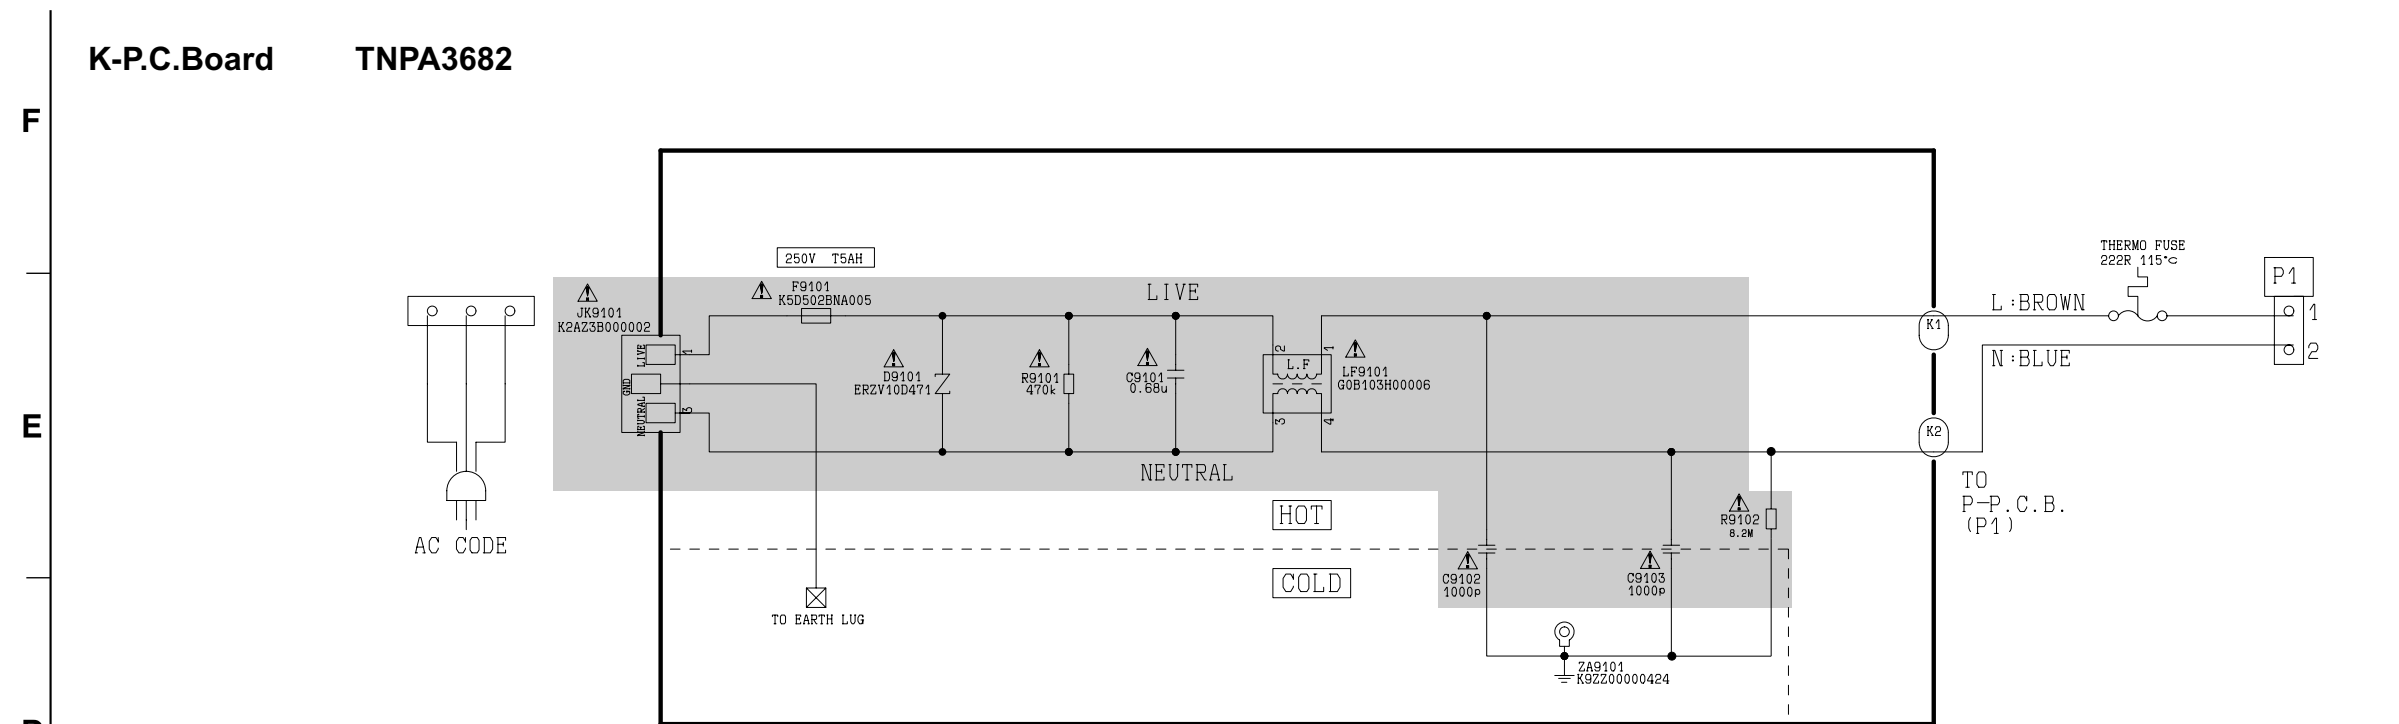 K-P.C.Board TNPA3682
F
250V T5AH
F9101
K5D502BNA005
JK9101
K2AZ3B000002
LIVE
LIVE
1
GND
NEUTRAL
3
D9101
ERZV10D471
R9101
470k
C9101
0.68u
2
1
L.F
3
4
LF9101
G0B103H00006
NEUTRAL
THERMO FUSE
222R 115°C
P1
L:BROWN
1
K1
N:BLUE
2
E
K2
TO
P-P.C.B.
(P1)
HOT
R9102
8.2M
AC CODE
COLD
C9102
1000p
C9103
1000p
TO EARTH LUG
ZA9101
K9ZZ00000424